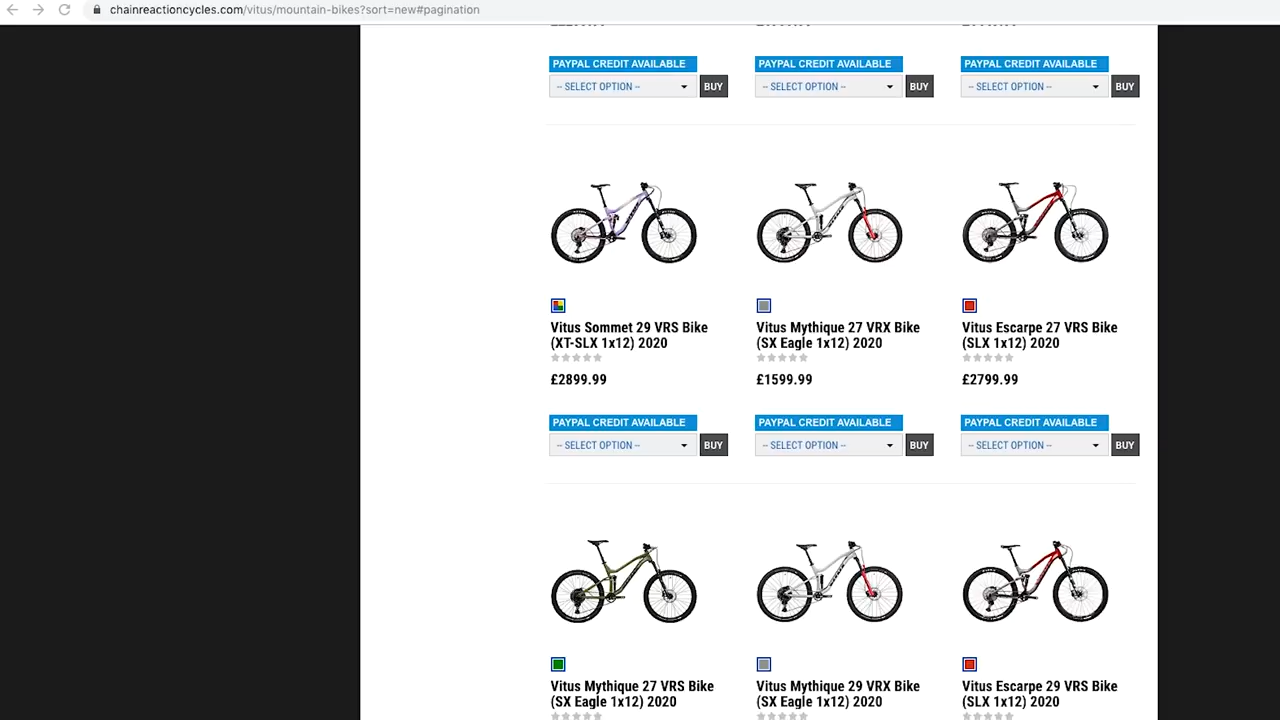 chainreactioncycles.com/vitus/mountain-bikes?sort=new#pagination
PAYPAL CREDIT AVAILABLE PAYPAL CREDIT AVAILABLE PAYPAL CREDIT AVAILABLE
-- SELECT OPTION -- BUY -- SELECT OPTION -- BUY -- SELECT OPTION -- BUY
Vitus Sommet 29 VRS Bike Vitus Mythique 27 VRX Bike Vitus Escarpe 27 VRS Bike
(XT-SLX 1x12) 2020 (SX Eagle 1x12) 2020 (SLX 1x12) 2020
£2899.99 £1599.99 £2799.99
PAYPAL CREDIT AVAILABLE PAYPAL CREDIT AVAILABLE PAYPAL CREDIT AVAILABLE
-- SELECT OPTION -- BUY -- SELECT OPTION -- BUY -- SELECT OPTION -- BUY
Vitus Mythique 27 VRS Bike Vitus Mythique 29 VRX Bike Vitus Escarpe 29 VRS Bike
(SX Eagle 1x12) 2020 (SX Eagle 1x12) 2020 (SLX 1x12) 2020